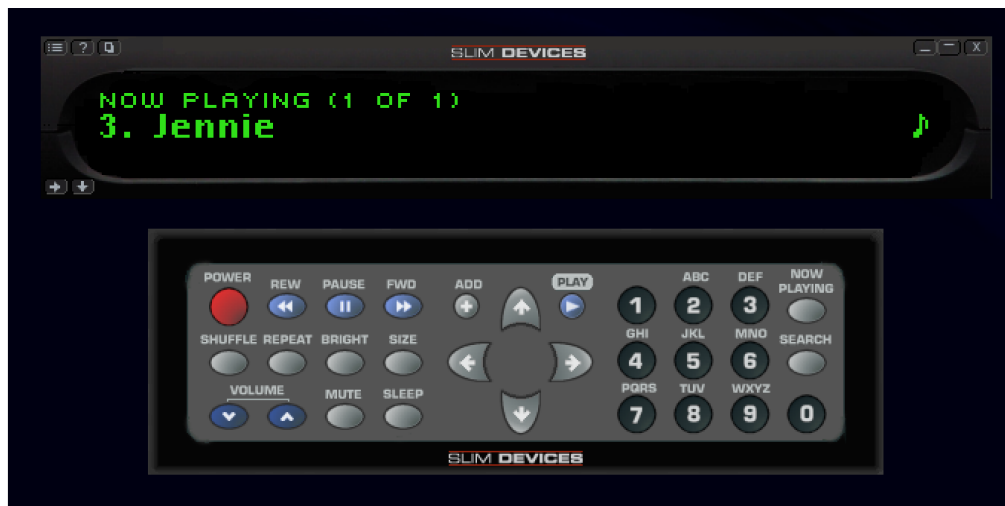 ?
SLIM DEVICES
X
NOW PLAYING (1 OF 1)
3. Jennie
POWER
REW
PAUSE
FWD
ADD
PLAY
ABC
DEF
NOW
PLAYING
1
2
3
SHUFFLE
REPEAT
BRIGHT
SIZE
GHI
JKL
MNO
SEARCH
4
5
6
VOLUME
MUTE
SLEEP
PQRS
TUV
WXYZ
7
8
9
0
SLIM DEVICES